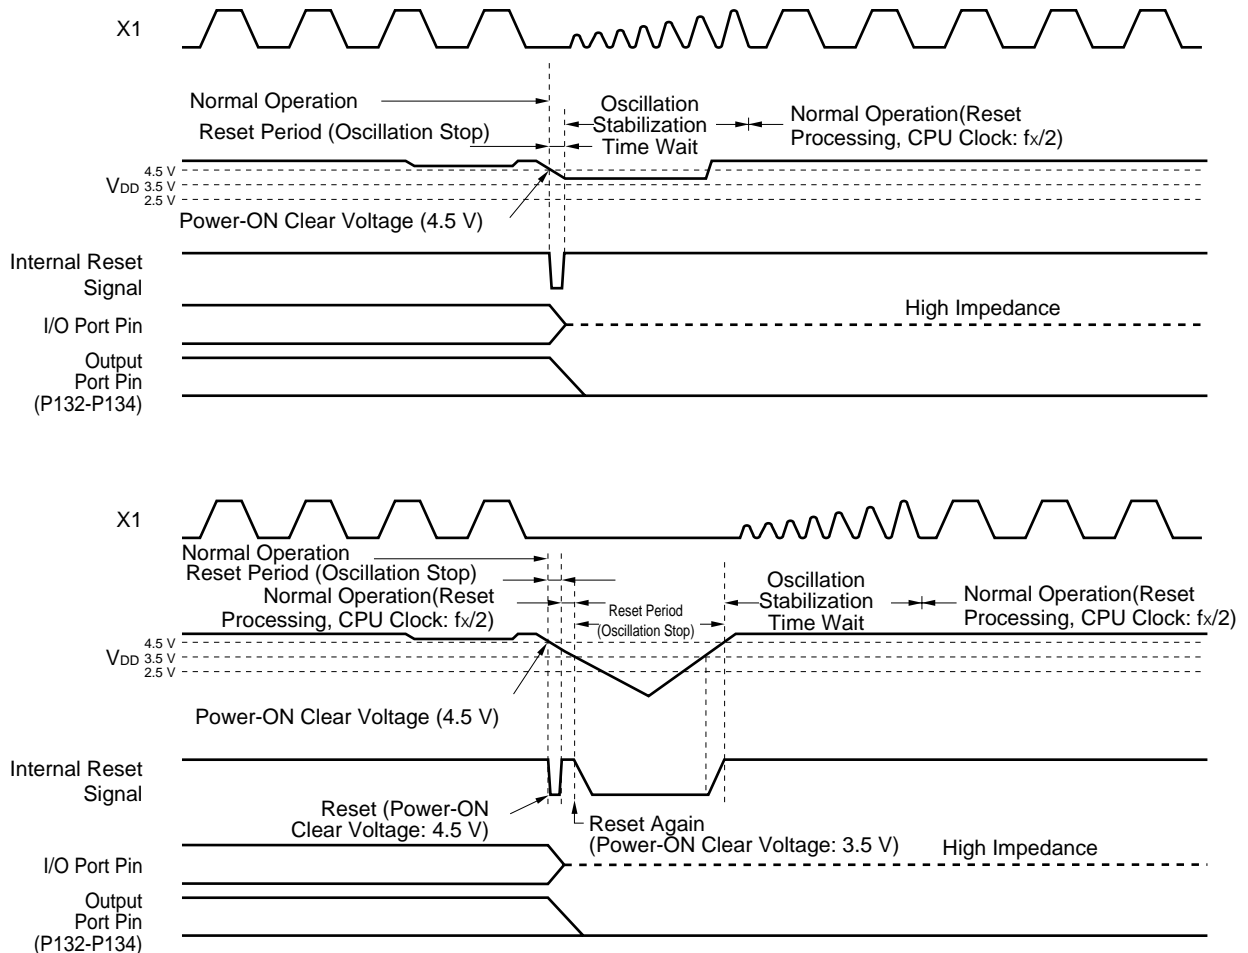 X1
Normal Operation
Reset Period (Oscillation Stop)
Oscillation
Stabilization
Time Wait
Normal Operation(Reset
Processing, CPU Clock: fx/2)
VDD
4.5 V
3.5 V
2.5 V
Power-ON Clear Voltage (4.5 V)
Internal Reset
Signal
I/O Port Pin
High Impedance
Output
Port Pin
(P132-P134)
X1
Normal Operation
Reset Period (Oscillation Stop)
Normal Operation(Reset
Processing, CPU Clock: fx/2)
Reset Period
(Oscillation Stop)
Oscillation
Stabilization
Time Wait
Normal Operation(Reset
Processing, CPU Clock: fx/2)
VDD
4.5 V
3.5 V
2.5 V
Power-ON Clear Voltage (4.5 V)
Internal Reset
Signal
Reset (Power-ON
Clear Voltage: 4.5 V)
Reset Again
(Power-ON Clear Voltage: 3.5 V)
I/O Port Pin
High Impedance
Output
Port Pin
(P132-P134)